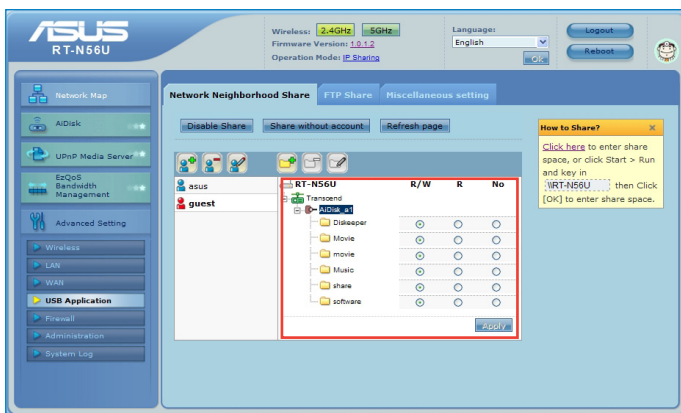 ASUS
RT-N56U
Wireless: 2.4GHz 5GHz
Firmware Version: 1.0.1.2
Operation Mode: IP Sharing
Language:
English
OK
Logout
Reboot
Network Map
AiDisk
UPnP Media Server
EzQoS
Bandwidth
Management
Advanced Setting
Wireless
LAN
WAN
USB Application
Firewall
Administration
System Log
Network Neighborhood Share FTP Share Miscellaneous setting
Disable Share Share without account Refresh page
asus
guest
RT-N56U R/W R No
Transcend
AiDisk_a1
Diskeeper
Movie
movie
Music
share
software
Apply
How to Share? X
Click here to enter share
space, or click Start > Run
and key in
\\RT-N56U then Click
[OK] to enter share space.